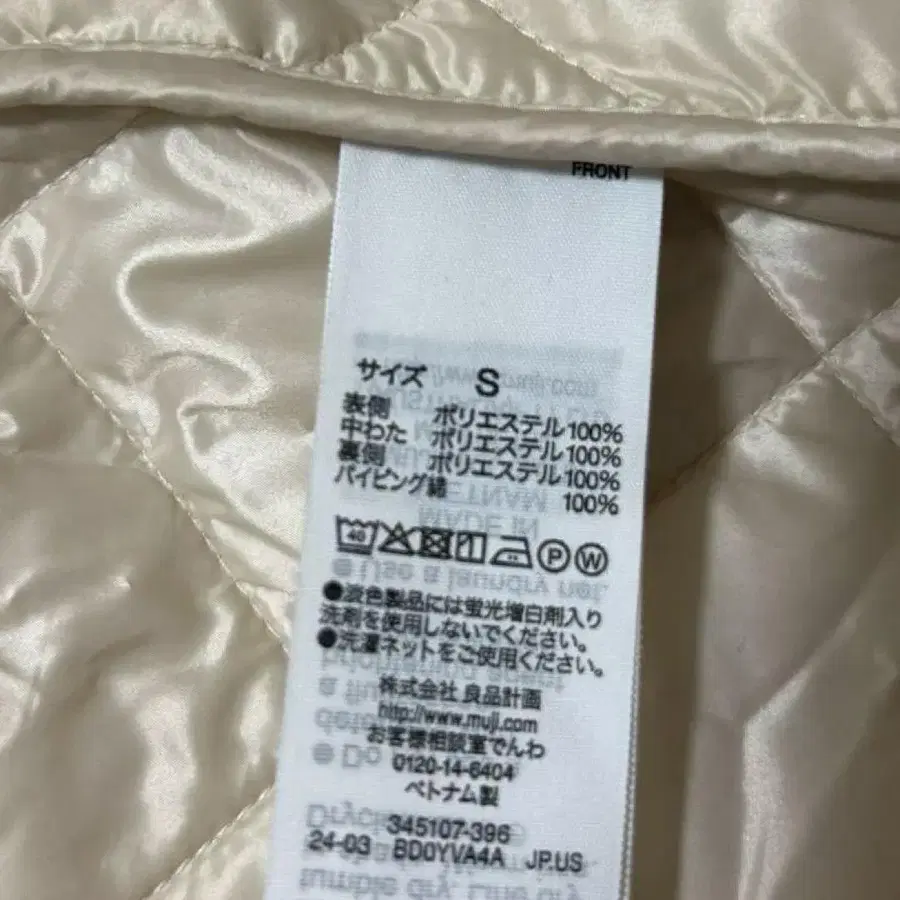 FRONT
サイズ S
表側 ポリエステル100%
中わた ポリエステル100%
裏側 ポリエステル100%
パイピング綿 100%
40 P W
●淡色製品には蛍光増白剤入り
洗剤を使用しないでください。
●洗濯ネットをご使用ください。
株式会社 良品計画
http://www.muji.com
お客様相談室でんわ
0120-14-6404
ベトナム製
345107-396
24-03 BD0YVA4A JP.US